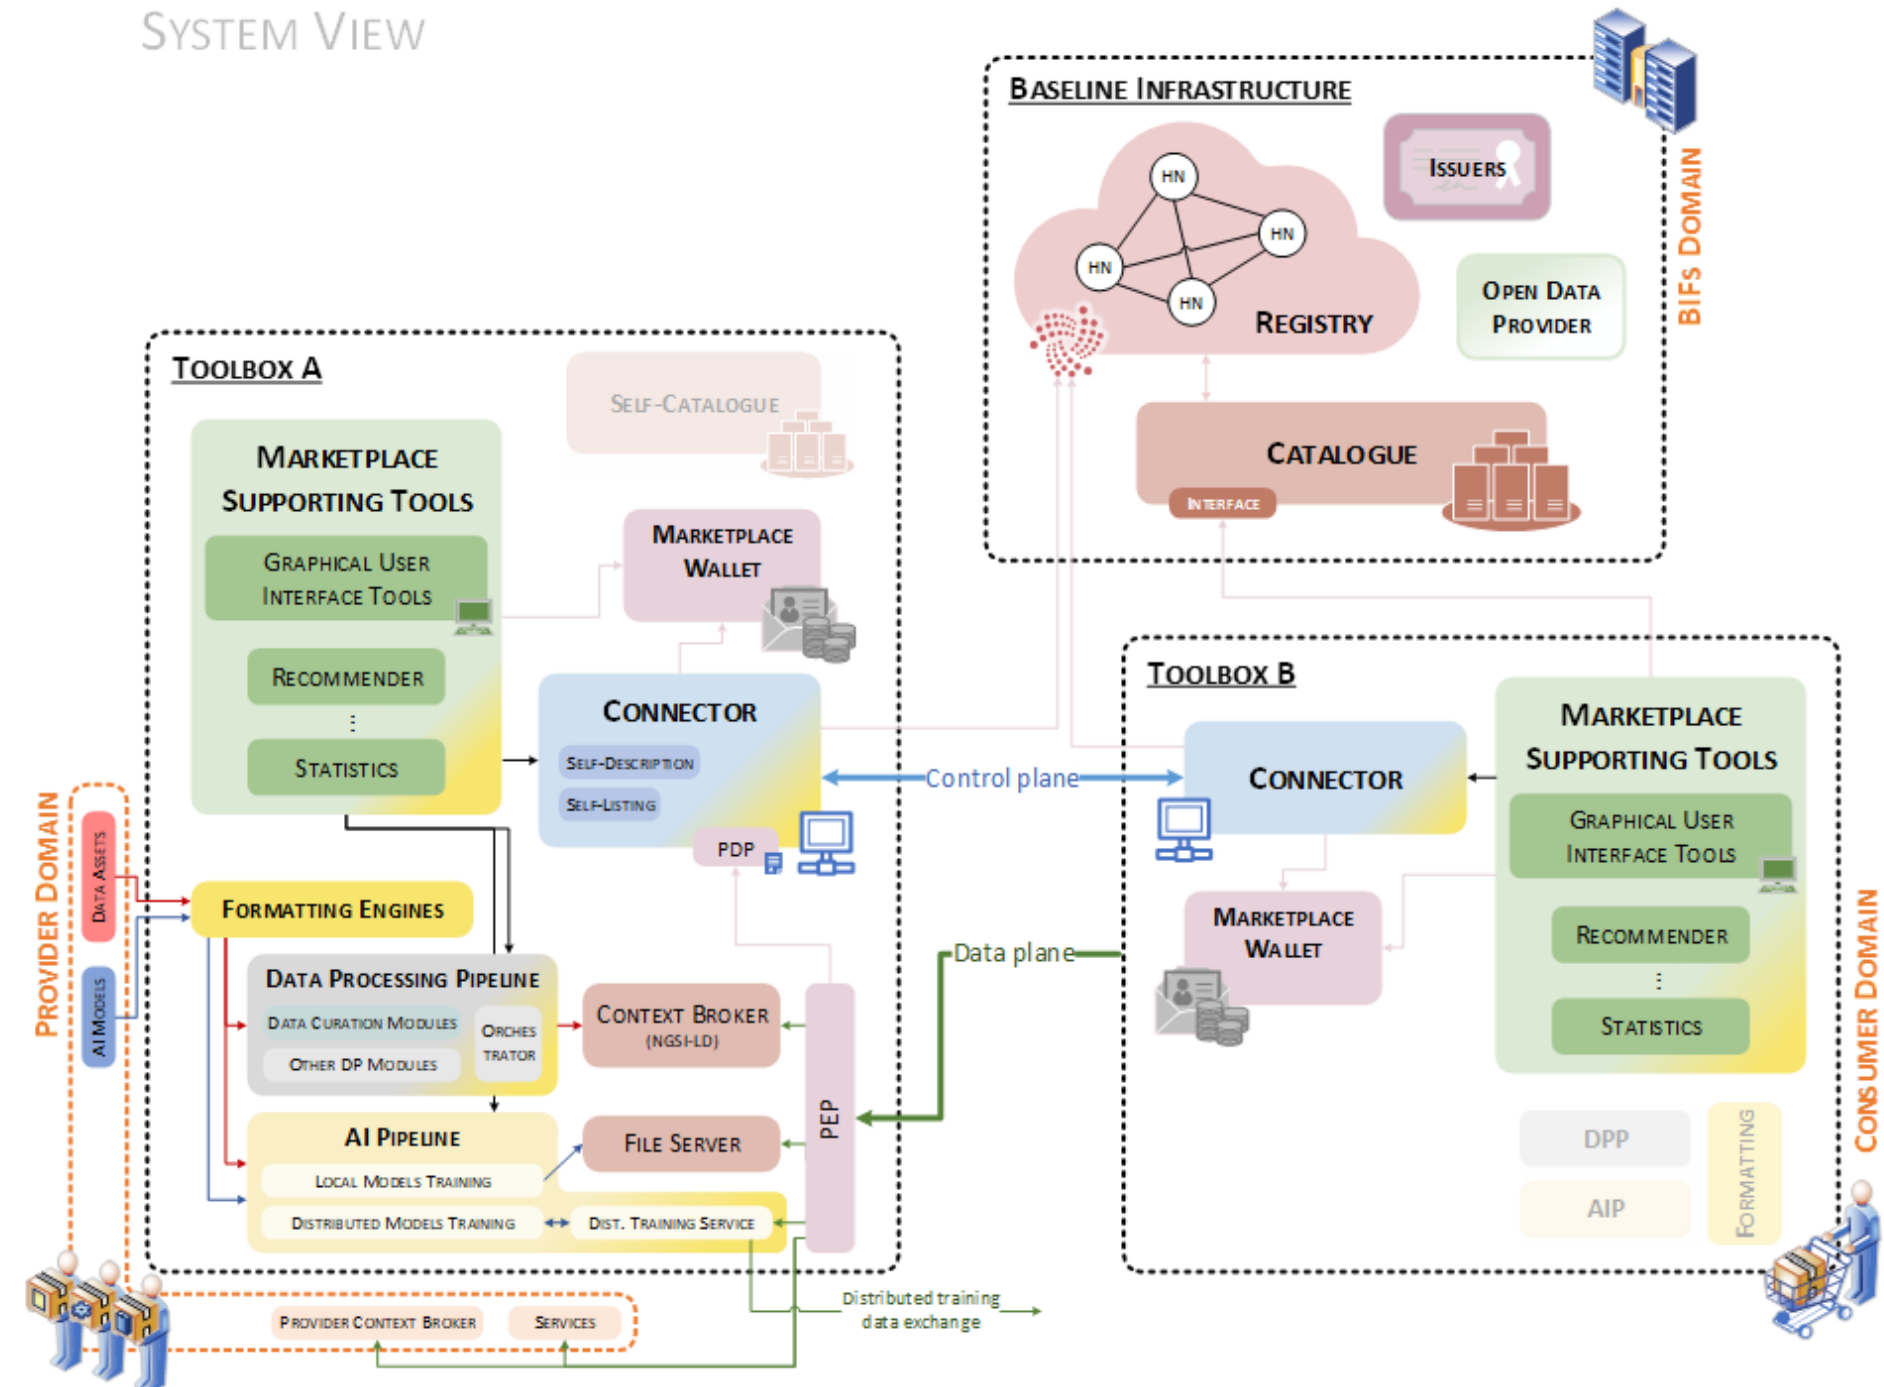 SYSTEM VIEW
BASELINE INFRASTRUCTURE
HN
HN
HN
HN
REGISTRY
ISSUERS
OPEN DATA
PROVIDER
CATALOGUE
INTERFACE
BIFS DOMAIN
TOOLBOX A
SELF-CATALOGUE
MARKETPLACE
SUPPORTING TOOLS
GRAPHICAL USER
INTERFACE TOOLS
RECOMMENDER
⋮
STATISTICS
MARKETPLACE
WALLET
CONNECTOR
SELF-DESCRIPTION
SELF-LISTING
PDP
PROVIDER DOMAIN
DATA ASSETS
AI MODELS
FORMATTING ENGINES
DATA PROCESSING PIPELINE
DATA CURATION MODULES
OTHER DP MODULES
ORCHES
TRATOR
CONTEXT BROKER
(NGSI-LD)
AI PIPELINE
LOCAL MODELS TRAINING
DISTRIBUTED MODELS TRAINING
DIST. TRAINING SERVICE
FILE SERVER
PEP
PROVIDER CONTEXT BROKER
SERVICES
Control plane
Data plane
Distributed training
data exchange
TOOLBOX B
CONNECTOR
MARKETPLACE
WALLET
MARKETPLACE
SUPPORTING TOOLS
GRAPHICAL USER
INTERFACE TOOLS
RECOMMENDER
⋮
STATISTICS
DPP
AIP
FORMATTING
CONSUMER DOMAIN